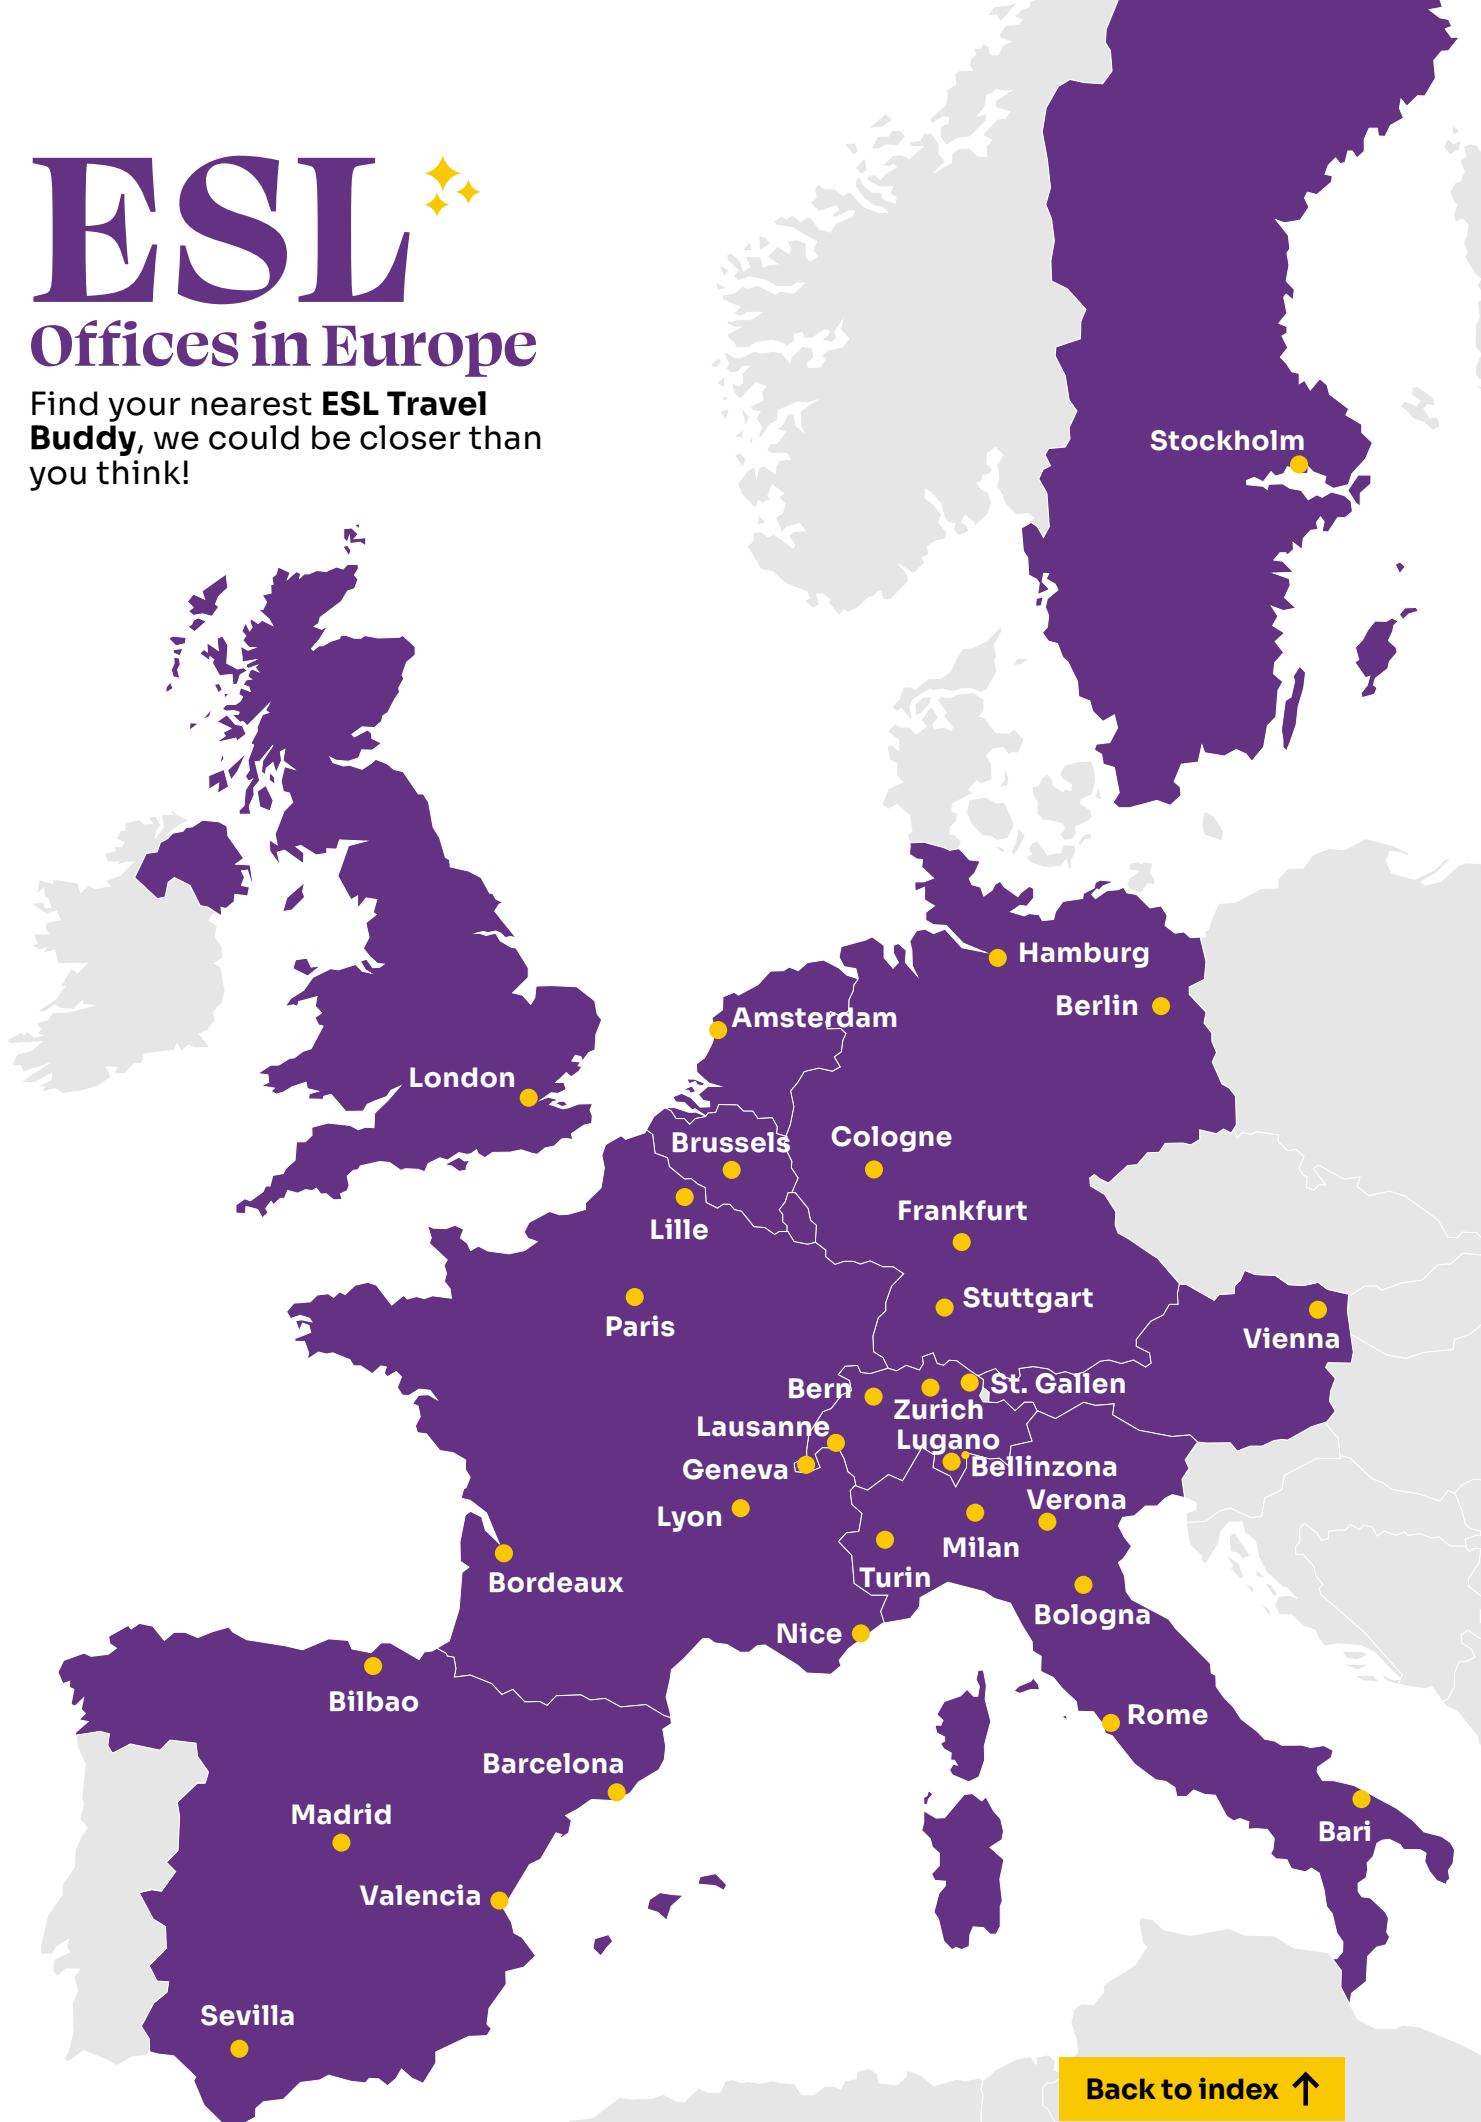 ESL
Offices in Europe
Find your nearest ESL Travel
Buddy, we could be closer than
you think!
Stockholm
Hamburg
Berlin
Amsterdam
London
Cologne
Brussels
Frankfurt
Lille
Stuttgart
Paris
Vienna
St. Gallen
Bern
Zurich
Lausanne
Lugano
Bellinzona
Geneva
Verona
Lyon
Milan
Turin
Bordeaux
Bologna
Nice
Bilbao
Rome
Barcelona
Madrid
Bari
Valencia
Sevilla
Back to index